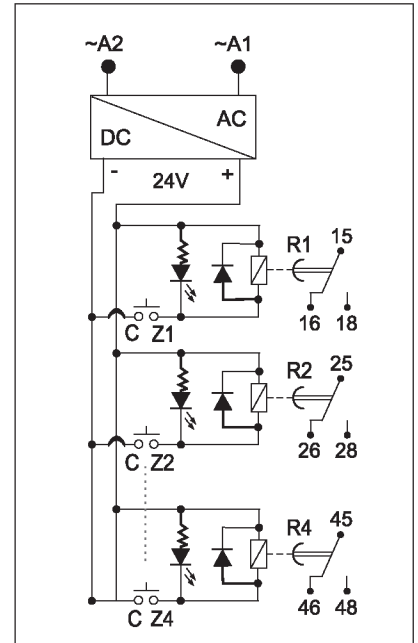 ~A2 ~A1
AC
DC
- 24V +
R1 15
C Z1 16 18
R2 25
C Z2 26 28
R4 45
C Z4 46 48